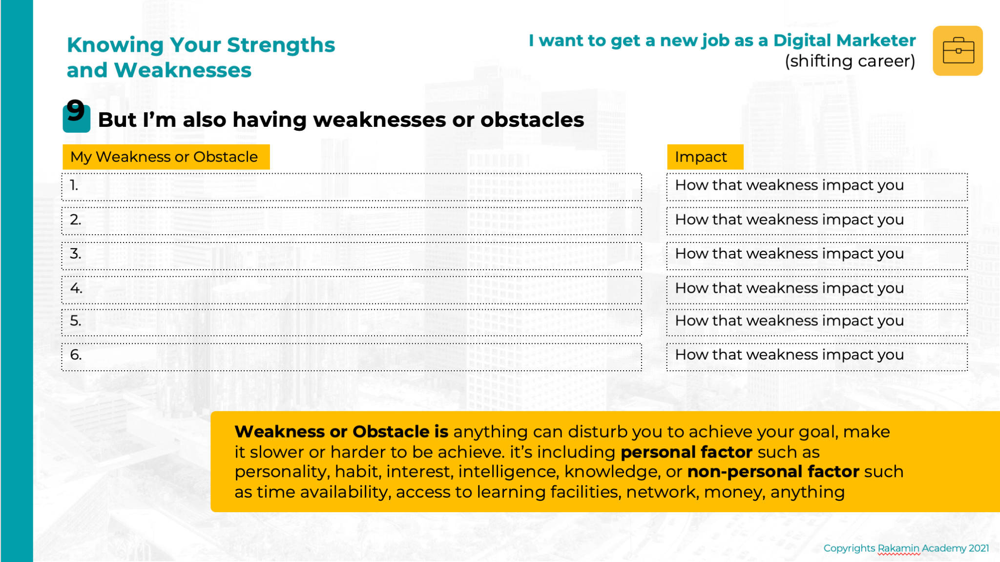 Knowing Your Strengths
and Weaknesses
I want to get a new job as a Digital Marketer
(shifting career)
9
But I’m also having weaknesses or obstacles
My Weakness or Obstacle
Impact
1.
How that weakness impact you
2.
How that weakness impact you
3.
How that weakness impact you
4.
How that weakness impact you
5.
How that weakness impact you
6.
How that weakness impact you
Weakness or Obstacle is anything can disturb you to achieve your goal, make
it slower or harder to be achieve. it’s including personal factor such as
personality, habit, interest, intelligence, knowledge, or non-personal factor such
as time availability, access to learning facilities, network, money, anything
Copyrights Rakamin Academy 2021